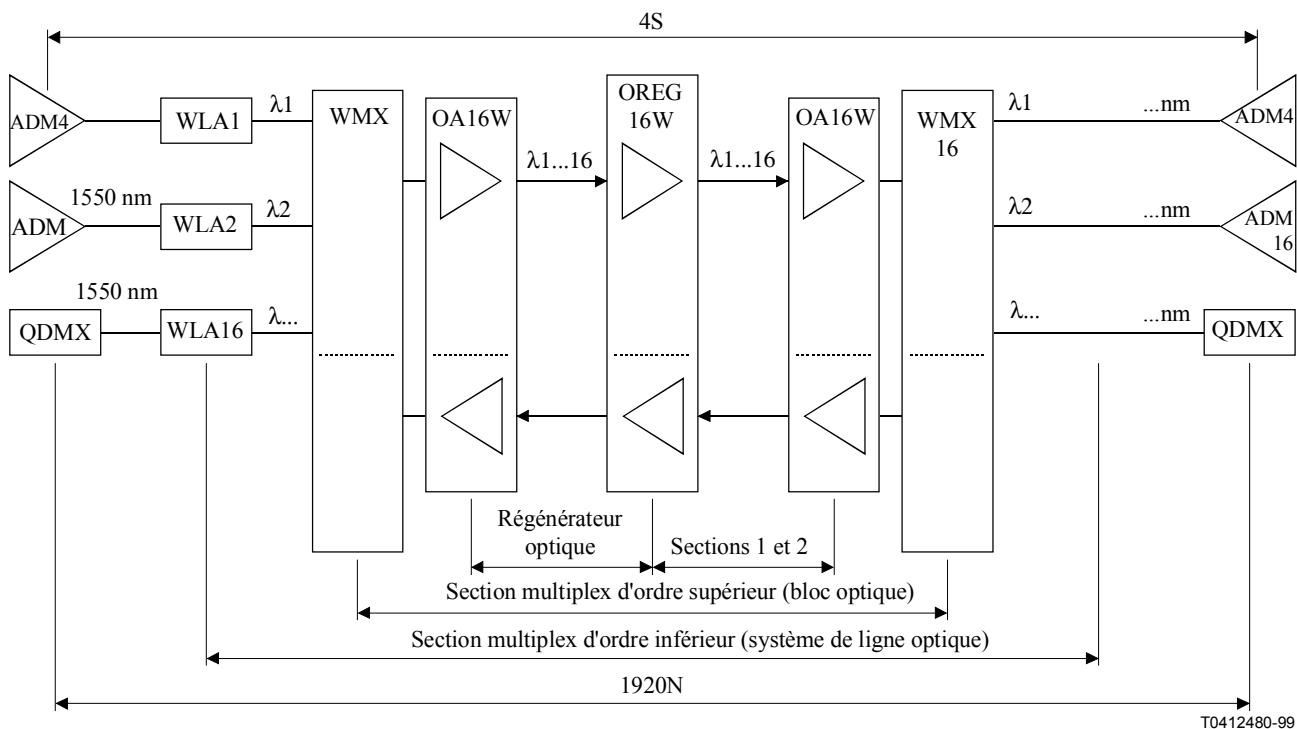 4S
ADM4
WLA1
λ1
WMX
OA16W
OREG
16W
OA16W
WMX
16
λ1
...nm
ADM4
λ1...16
λ1...16
ADM
1550 nm
WLA2
λ2
λ2
...nm
ADM
16
QDMX
1550 nm
WLA16
λ...
λ...
...nm
QDMX
Régénérateur
optique
Sections 1 et 2
Section multiplex d'ordre supérieur (bloc optique)
Section multiplex d'ordre inférieur (système de ligne optique)
1920N
T0412480-99